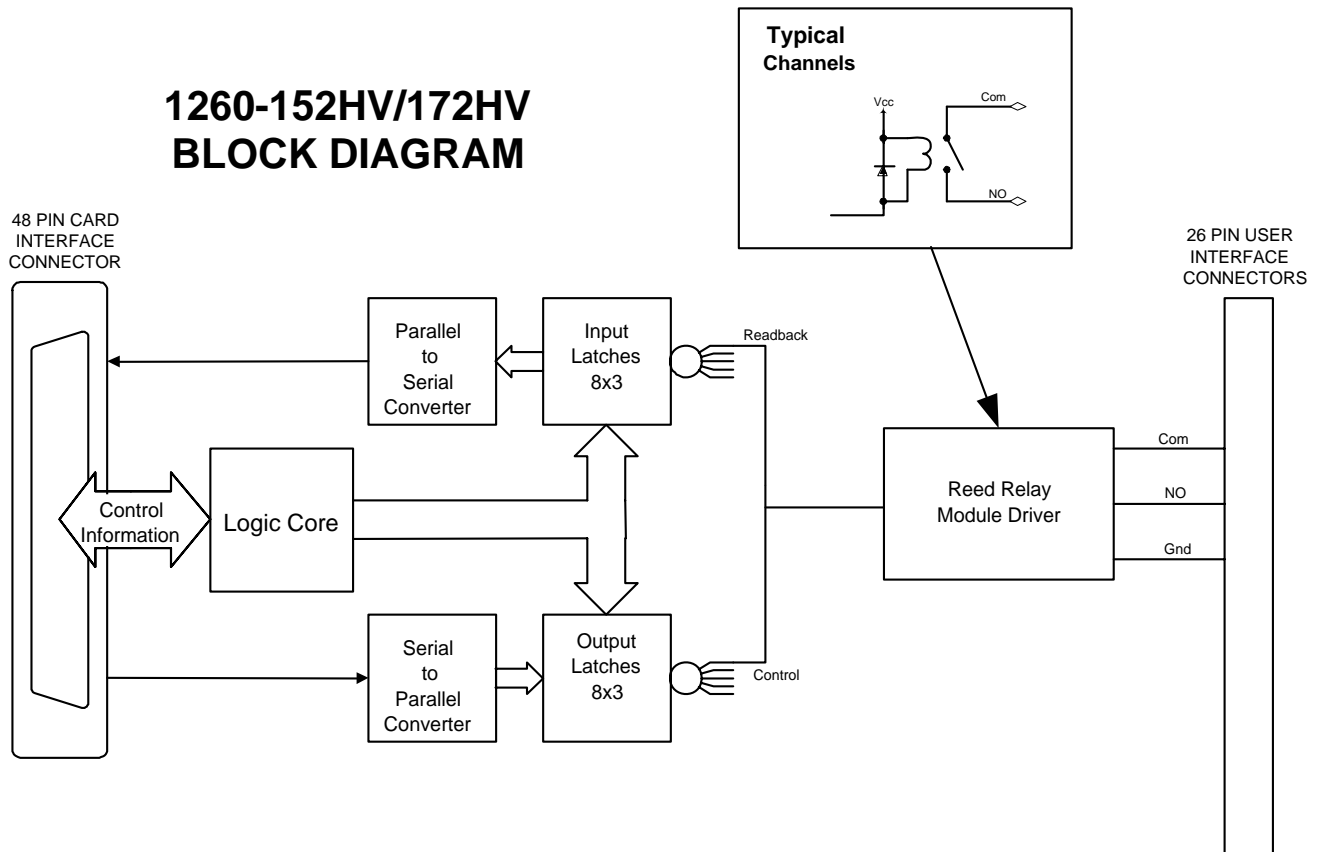 1260-152HV/172HV
BLOCK DIAGRAM
Typical
Channels
Vcc
Com
NO
48 PIN CARD
INTERFACE
CONNECTOR
26 PIN USER
INTERFACE
CONNECTORS
Parallel
to
Serial
Converter
Input
Latches
8x3
Readback
Control
Information
Logic Core
Reed Relay
Module Driver
Com
NO
Gnd
Serial
to
Parallel
Converter
Output
Latches
8x3
Control